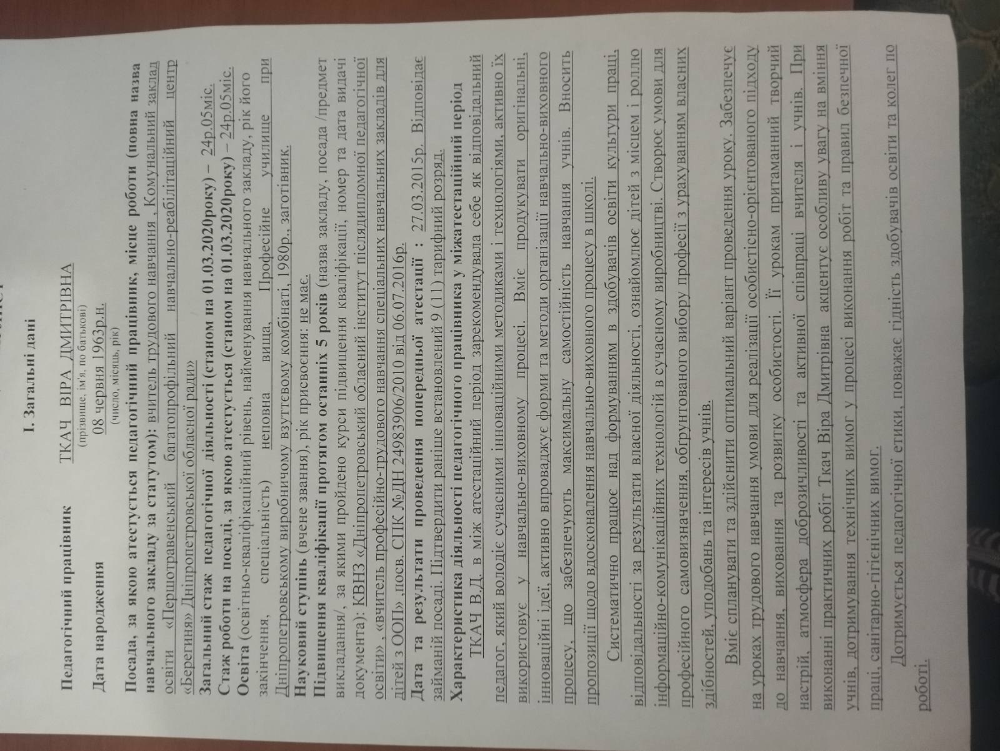 І. Загальні дані
Педагогічний працівник ТКАЧ ВІРА ДМИТРІВНА
(прізвище, ім'я, по батькові)
Дата народження 08 червня 1963р.н.
(число, місяць, рік)
Посада, за якою атестується педагогічний працівник, місце роботи (повна назва
навчального закладу за статутом): вчитель трудового навчання , Комунальний заклад
освіти «Першотравенський багатопрофільний навчально-реабілітаційний центр
«Берегиня» Дніпропетровської обласної ради»
Загальний стаж педагогічної діяльності (станом на 01.03.2020року) – 24р.05міс.
Стаж роботи на посаді, за якою атестується (станом на 01.03.2020року) – 24р.05міс.
Освіта (освітньо-кваліфікаційний рівень, найменування навчального закладу, рік його
закінчення, спеціальність) неповна вища, Професійне училище при
Дніпропетровському виробничому взуттєвому комбінаті, 1980р., заготівник.
Науковий ступінь (вчене звання), рік присвоєння: не має.
Підвищення кваліфікації протягом останніх 5 років (назва закладу, посада /предмет
викладання/, за якими пройдено курси підвищення кваліфікації, номер та дата видачі
документа): КВНЗ «Дніпропетровський обласний інститут післядипломної педагогічної
освіти» , «вчитель професійно-трудового навчання спеціальних навчальних закладів для
дітей з ООП» ,посв. СПК №ДН 24983906/2010 від 06.07.2016р.
Дата та результати проведення попередньої атестації : 27.03.2015р. Відповідає
займаній посаді. Підтвердити раніше встановлений 9 (11) тарифний розряд.
Характеристика діяльності педагогічного працівника у міжатестаційний період
ТКАЧ В.Д. в між атестаційний період зарекомендувала себе як відповідальний
педагог, який володіє сучасними інноваційними методиками і технологіями, активно їх
використовує у навчально-виховному процесі. Вміє продукувати оригінальні,
інноваційні ідеї, активно впроваджує форми та методи організації навчально-виховного
процесу, що забезпечують максимальну самостійність навчання учнів. Вносить
пропозиції щодо вдосконалення навчально-виховного процесу в школі.
Систематично працює над формуванням в здобувачів освіти культури праці,
відповідальності за результати власної діяльності, ознайомлює дітей з місцем і роллю
інформаційно-комунікаційних технологій в сучасному виробництві. Створює умови для
професійного самовизначення, обґрунтованого вибору професії з урахуванням власних
здібностей, уподобань та інтересів учнів.
Вміє спланувати та здійснити оптимальний варіант проведення уроку. Забезпечує
на уроках трудового навчання умови для реалізації особистісно-орієнтованого підходу
до навчання, виховання та розвитку особистості. Її урокам притаманний творчий
настрій, атмосфера доброзичливості та активної співпраці вчителя і учнів. При
виконанні практичних робіт Ткач Віра Дмитрівна акцентує особливу увагу на вміння
учнів, дотримування технічних вимог у процесі виконання робіт та правил безпечної
праці, санітарно-гігієнічних вимог.
Дотримується педагогічної етики, поважає гідність здобувачів освіти та колег по
роботі.